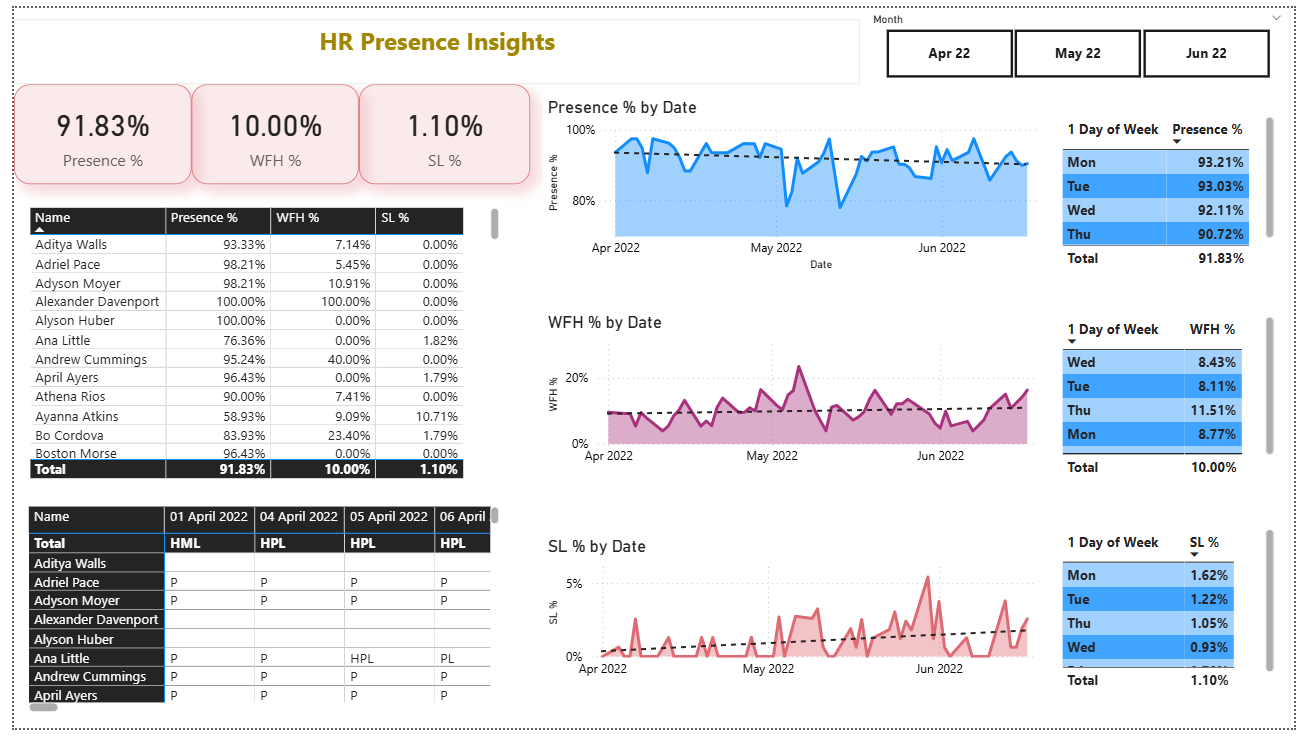 HR Presence Insights
Month
Apr 22 May 22 Jun 22
91.83% 10.00% 1.10%
Presence % WFH % SL %
Name Presence % WFH % SL %
Aditya Walls 93.33% 7.14% 0.00%
Adriel Pace 98.21% 5.45% 0.00%
Adyson Moyer 98.21% 10.91% 0.00%
Alexander Davenport 100.00% 100.00% 0.00%
Alyson Huber 100.00% 0.00% 0.00%
Ana Little 76.36% 0.00% 1.82%
Andrew Cummings 95.24% 40.00% 0.00%
April Ayers 96.43% 0.00% 1.79%
Athena Rios 90.00% 7.41% 0.00%
Ayanna Atkins 58.93% 9.09% 10.71%
Bo Cordova 83.93% 23.40% 1.79%
Boston Morse 96.43% 0.00% 0.00%
Total 91.83% 10.00% 1.10%
Name 01 April 2022 04 April 2022 05 April 2022 06 April
Total HML HPL HPL HPL
Aditya Walls
Adriel Pace P P P P
Adyson Moyer P P P P
Alexander Davenport
Alyson Huber
Ana Little P P HPL PL
Andrew Cummings P P P P
April Ayers P P P P
Presence % by Date
Presence %
100%
80%
Apr 2022 May 2022 Jun 2022
Date
1 Day of Week Presence %
Mon 93.21%
Tue 93.03%
Wed 92.11%
Thu 90.72%
Total 91.83%
WFH % by Date
WFH %
20%
0%
Apr 2022 May 2022 Jun 2022
1 Day of Week WFH %
Wed 8.43%
Tue 8.11%
Thu 11.51%
Mon 8.77%
Total 10.00%
SL % by Date
SL %
5%
0%
Apr 2022 May 2022 Jun 2022
1 Day of Week SL %
Mon 1.62%
Tue 1.22%
Thu 1.05%
Wed 0.93%
Total 1.10%